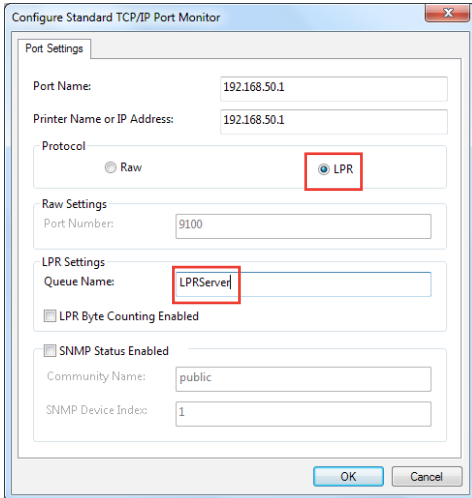 Configure Standard TCP/IP Port Monitor
Port Settings
Port Name: 192.168.50.1
Printer Name or IP Address: 192.168.50.1
Protocol
Raw LPR
Raw Settings
Port Number: 9100
LPR Settings
Queue Name: LPRServer
LPR Byte Counting Enabled
SNMP Status Enabled
Community Name: public
SNMP Device Index: 1
OK Cancel